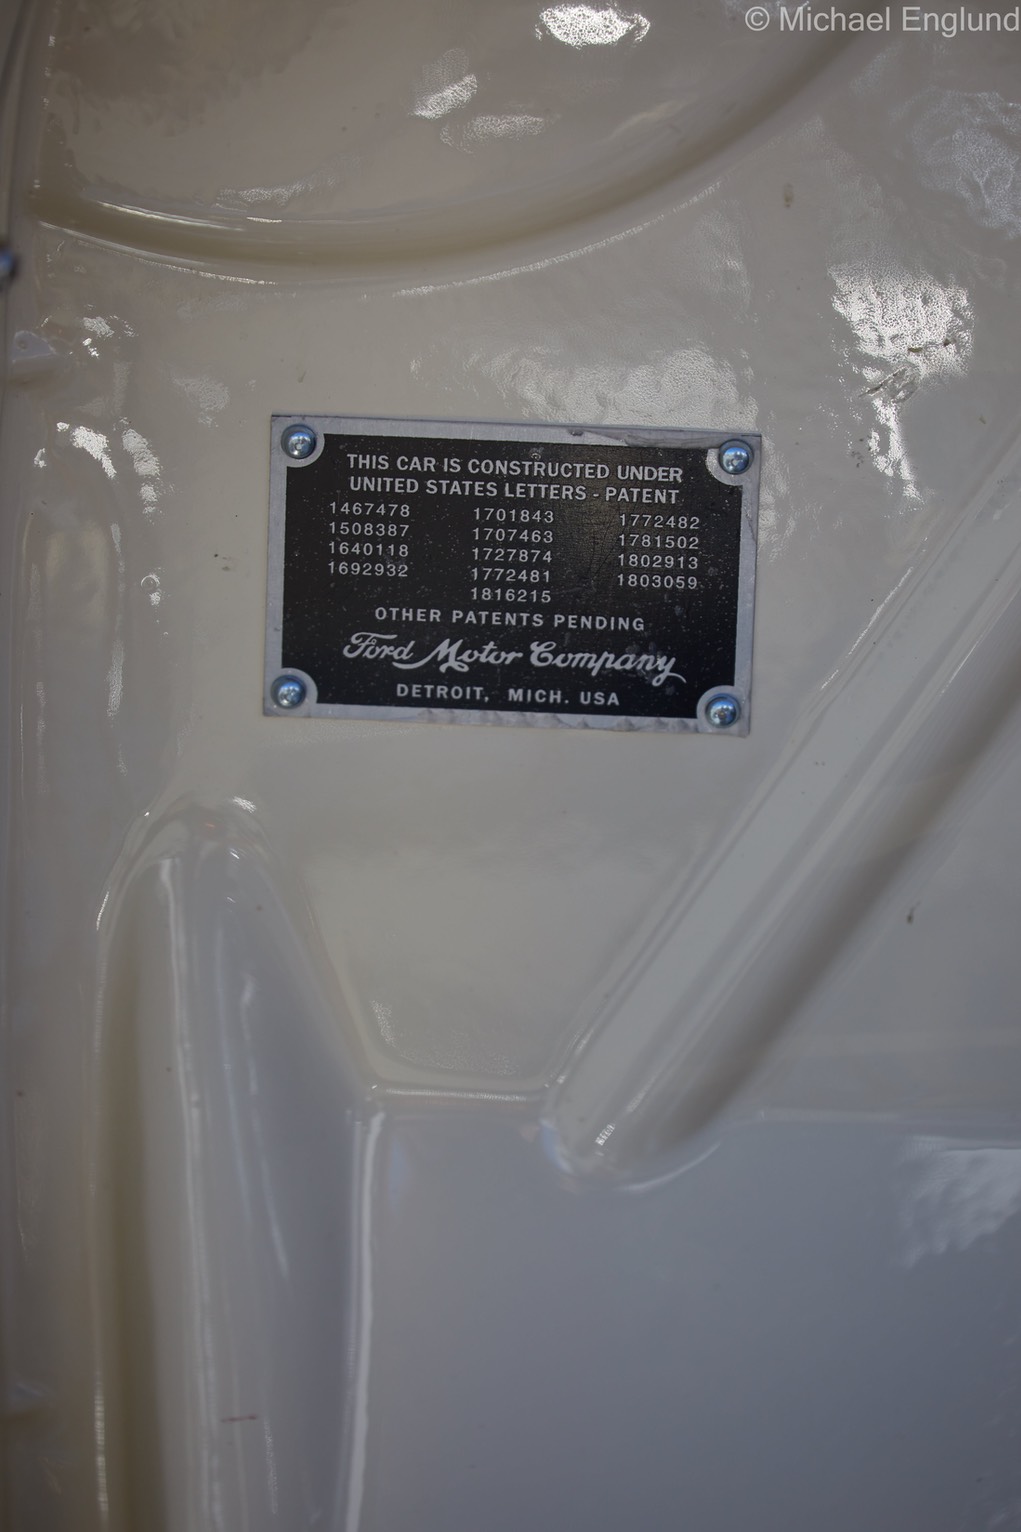 © Michael Englund
THIS CAR IS CONSTRUCTED UNDER
UNITED STATES LETTERS - PATENT
1467478 1701843 1772482
1508387 1707463 1781502
1640118 1727874 1802913
1692932 1772481 1803059
1816215
OTHER PATENTS PENDING
Ford Motor Company
DETROIT, MICH. USA